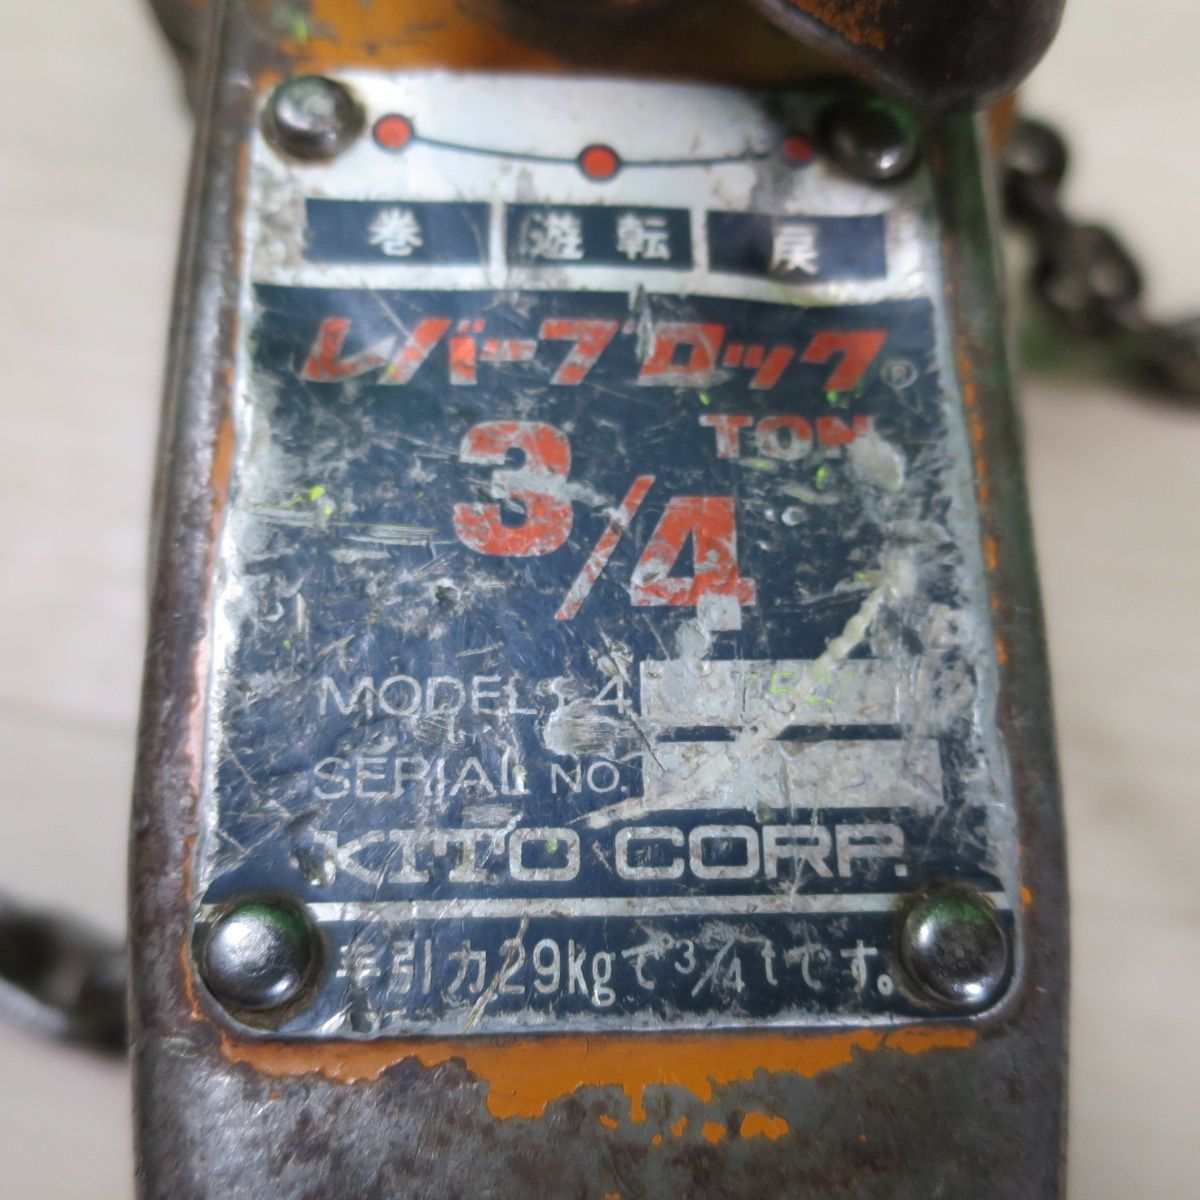 巻 遊転 戻
レバーブロック®
TON
3/4
MODEL
SERIAL NO.
KITO CORP.
手引力29kgで3/4tです。